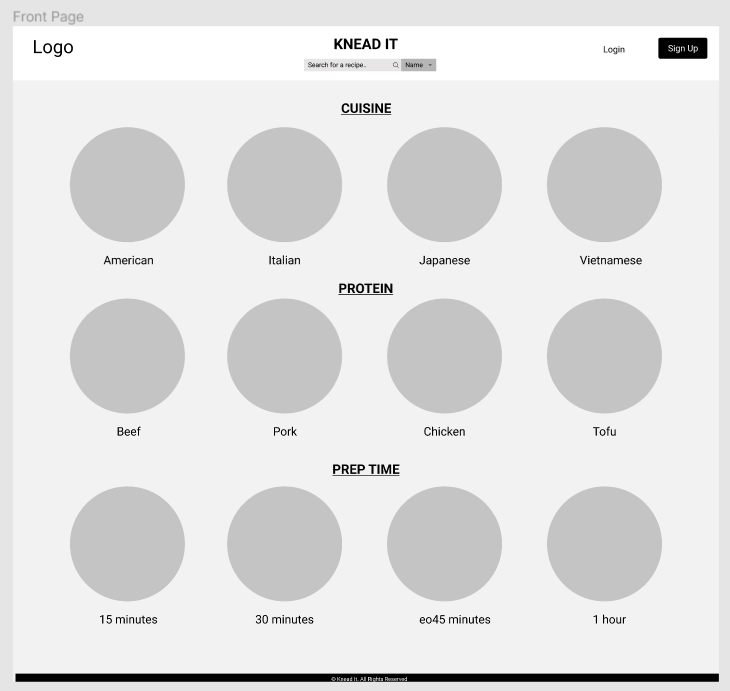 Front Page
Logo
KNEAD IT
Login
Sign Up
Search for a recipe..
Name
CUISINE
American
Italian
Japanese
Vietnamese
PROTEIN
Beef
Pork
Chicken
Tofu
PREP TIME
15 minutes
30 minutes
eo45 minutes
1 hour
© Knead It, All Rights Reserved